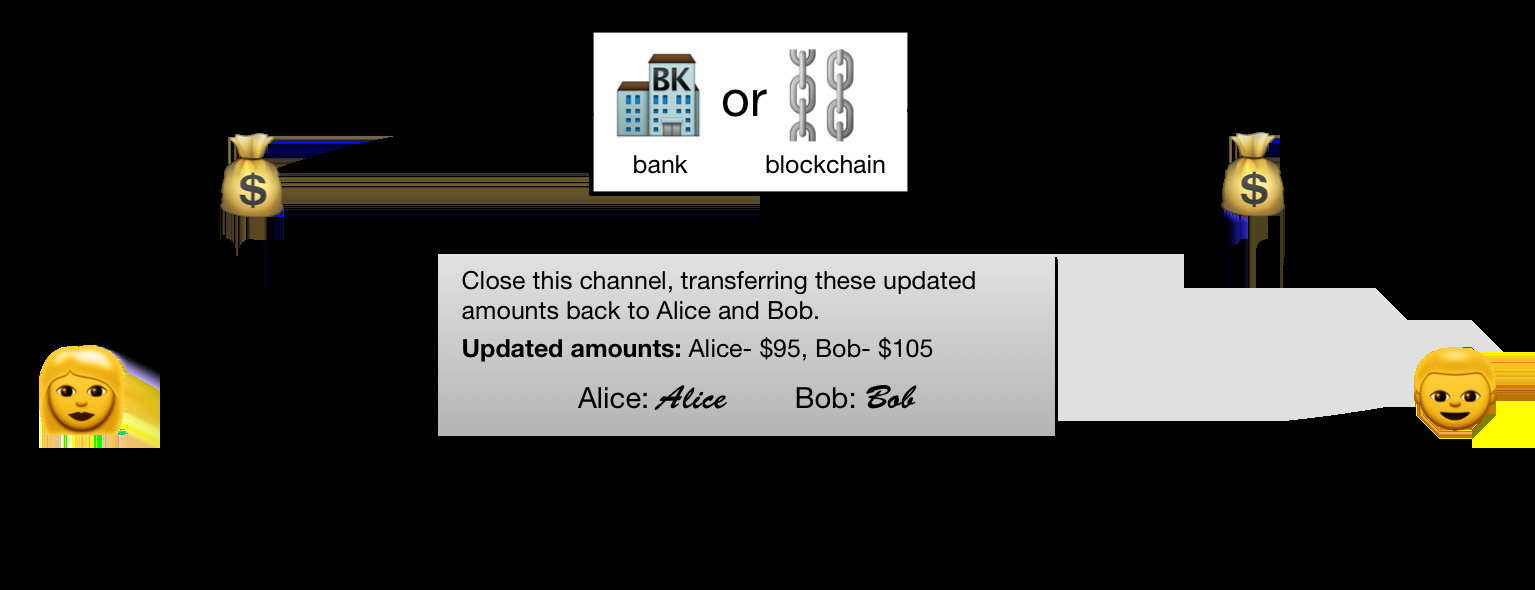 BK
or
bank blockchain
$ $
Close this channel, transferring these updated
amounts back to Alice and Bob.
Updated amounts: Alice- $95, Bob- $105
Alice: Alice Bob: Bob